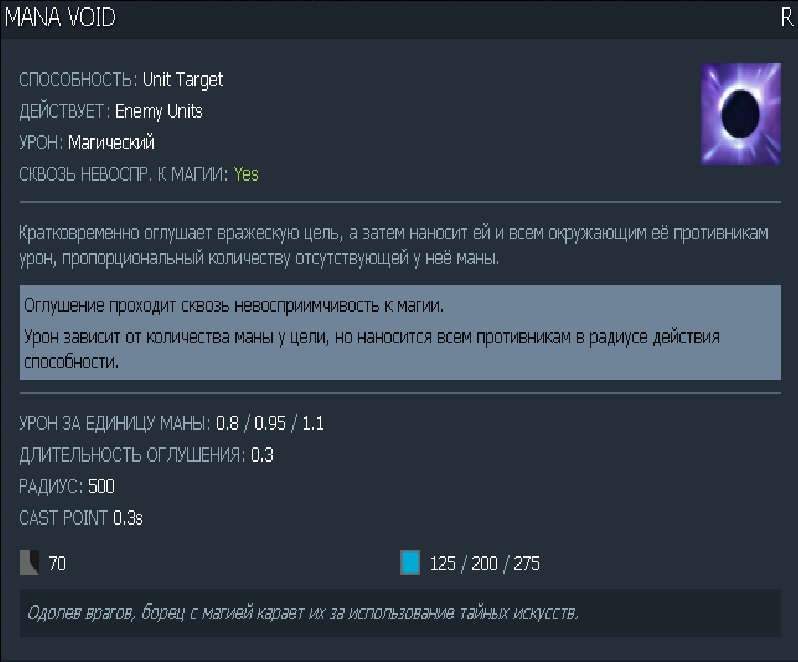 MANA VOID R
СПОСОБНОСТЬ: Unit Target
ДЕЙСТВУЕТ: Enemy Units
УРОН: Магический
СКВОЗЬ НЕВОСПР. К МАГИИ: Yes
Кратковременно оглушает вражескую цель, а затем наносит ей и всем окружающим её противникам
урон, пропорциональный количеству отсутствующей у неё маны.
Оглушение проходит сквозь невосприимчивость к магии.
Урон зависит от количества маны у цели, но наносится всем противникам в радиусе действия
способности.
УРОН ЗА ЕДИНИЦУ МАНЫ: 0.8 / 0.95 / 1.1
ДЛИТЕЛЬНОСТЬ ОГЛУШЕНИЯ: 0.3
РАДИУС: 500
CAST POINT 0.3s
70 125 / 200 / 275
Одолев врагов, борец с магией карает их за использование тайных искусств.